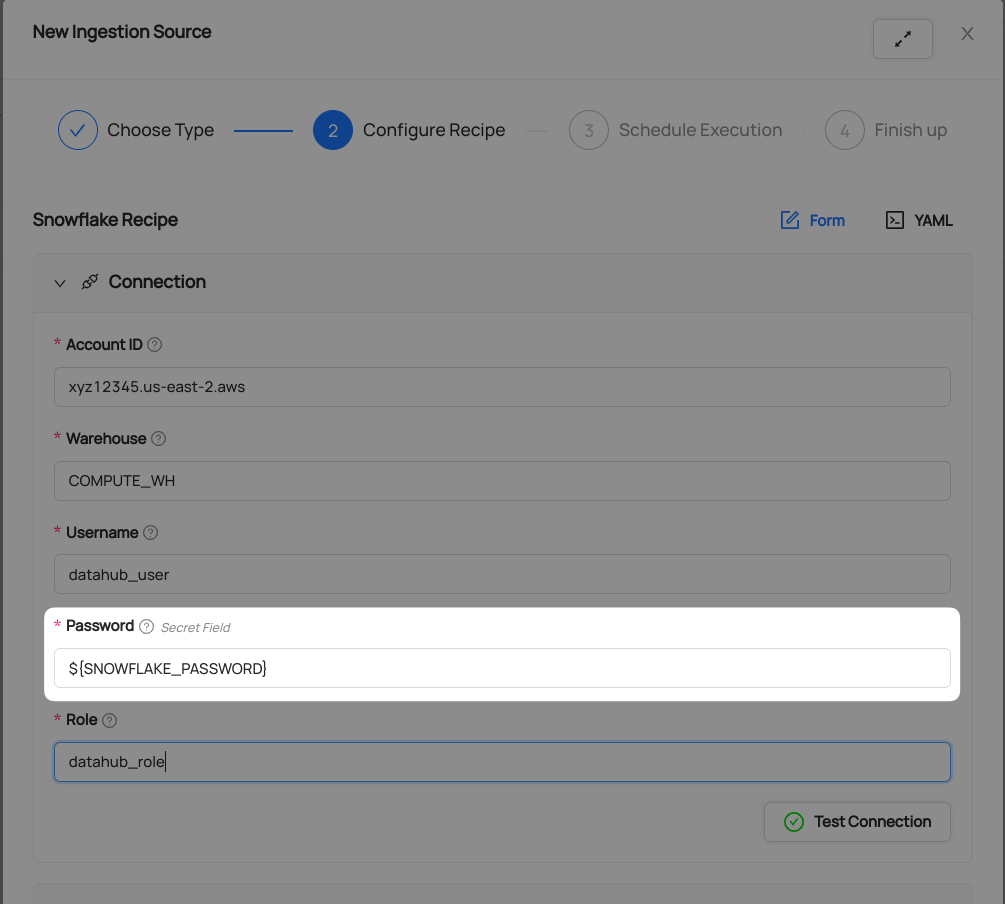 New Ingestion Source
Choose Type
2 Configure Recipe
3 Schedule Execution
4 Finish up
Snowflake Recipe
Form
YAML
Connection
* Account ID ?
xyz12345.us-east-2.aws
* Warehouse ?
COMPUTE_WH
* Username ?
datahub_user
* Password ? Secret Field
${SNOWFLAKE_PASSWORD}
* Role ?
datahub_role
Test Connection